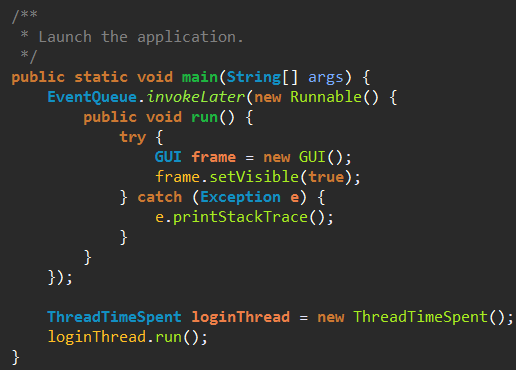 /**
 * Launch the application.
 */
public static void main(String[] args) {
    EventQueue.invokeLater(new Runnable() {
        public void run() {
            try {
                GUI frame = new GUI();
                frame.setVisible(true);
            } catch (Exception e) {
                e.printStackTrace();
            }
        }
    });

    ThreadTimeSpent loginThread = new ThreadTimeSpent();
    loginThread.run();
}